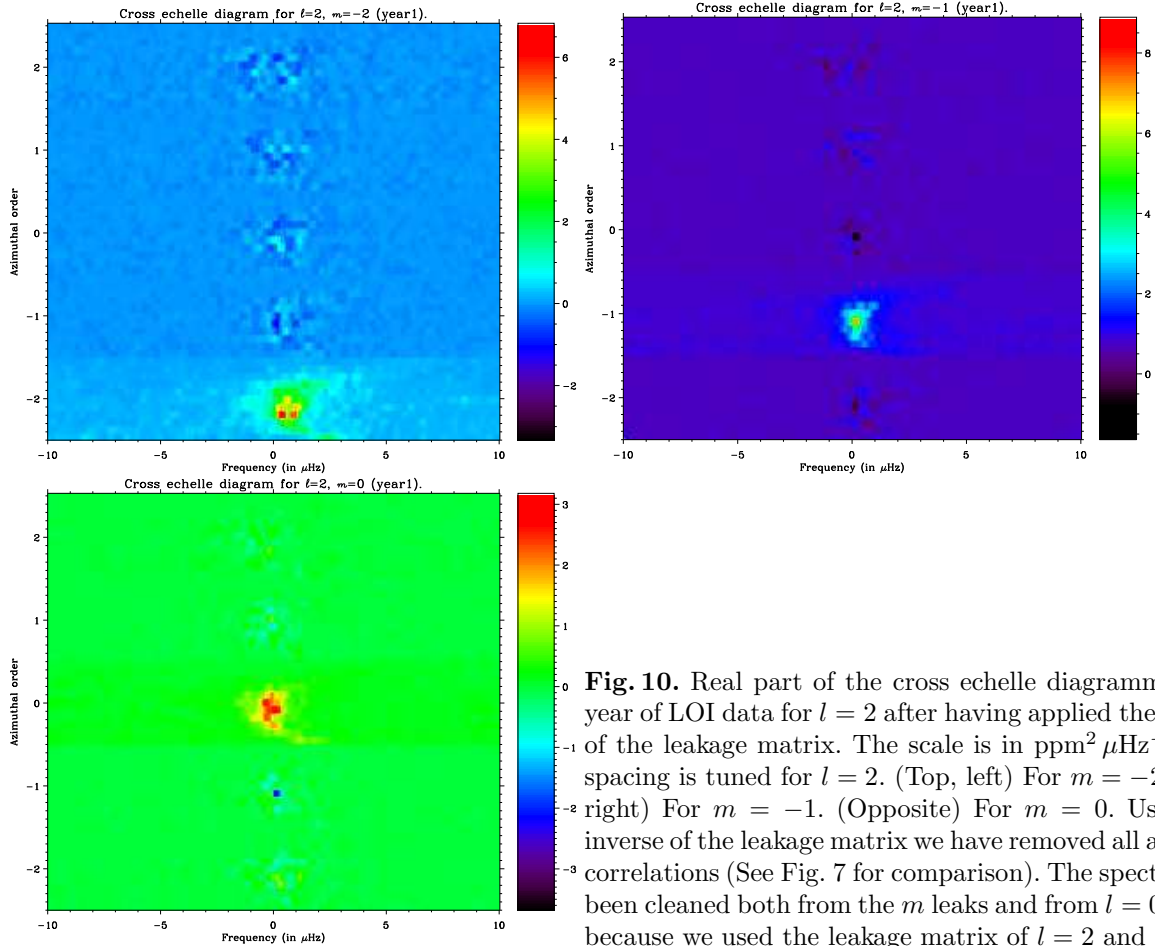 Cross echelle diagram for ℓ=2, m=−2 (year1).
2
1
0
−1
−2
Azimuthal order
−10
−5
0
5
10
Frequency (in μHz)
6
4
2
0
−2
Cross echelle diagram for ℓ=2, m=−1 (year1).
2
1
0
−1
−2
Azimuthal order
−10
−5
0
5
10
Frequency (in μHz)
8
6
4
2
0
Cross echelle diagram for ℓ=2, m=0 (year1).
2
1
0
−1
−2
Azimuthal order
−10
−5
0
5
10
Frequency (in μHz)
3
2
1
0
−1
−2
−3
Fig. 10. Real part of the cross echelle diagramm
year of LOI data for l = 2 after having applied the
of the leakage matrix. The scale is in ppm² μHz⁻
spacing is tuned for l = 2. (Top, left) For m = −2
right) For m = −1. (Opposite) For m = 0. Us
inverse of the leakage matrix we have removed all a
correlations (See Fig. 7 for comparison). The spect
been cleaned both from the m leaks and from l = 0
because we used the leakage matrix of l = 2 and